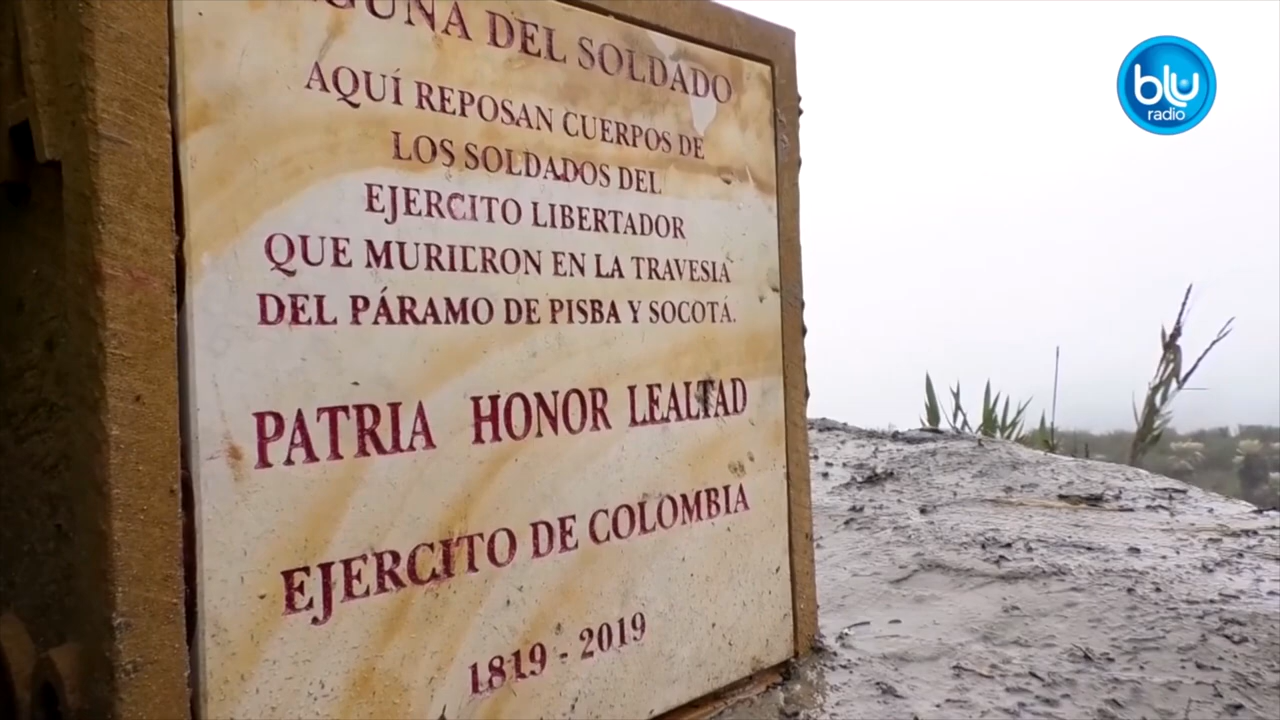 LAGUNA DEL SOLDADO
AQUÍ REPOSAN CUERPOS DE
LOS SOLDADOS DEL
EJERCITO LIBERTADOR
QUE MURIERON EN LA TRAVESIA
DEL PÁRAMO DE PISBA Y SOCOTÁ.
PATRIA HONOR LEALTAD
EJERCITO DE COLOMBIA
1819 - 2019
blu
radio